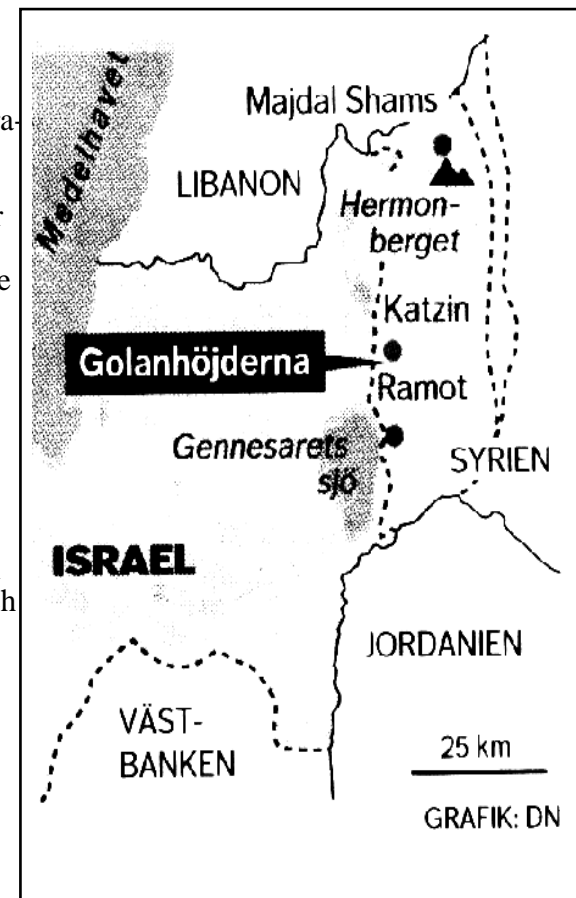 Medelhavet
Majdal Shams
LIBANON
Hermon-
berget
Katzin
Golanhöjderna
Ramot
Gennesarets
sjö
SYRIEN
ISRAEL
JORDANIEN
VÄST-
BANKEN
25 km
GRAFIK: DN